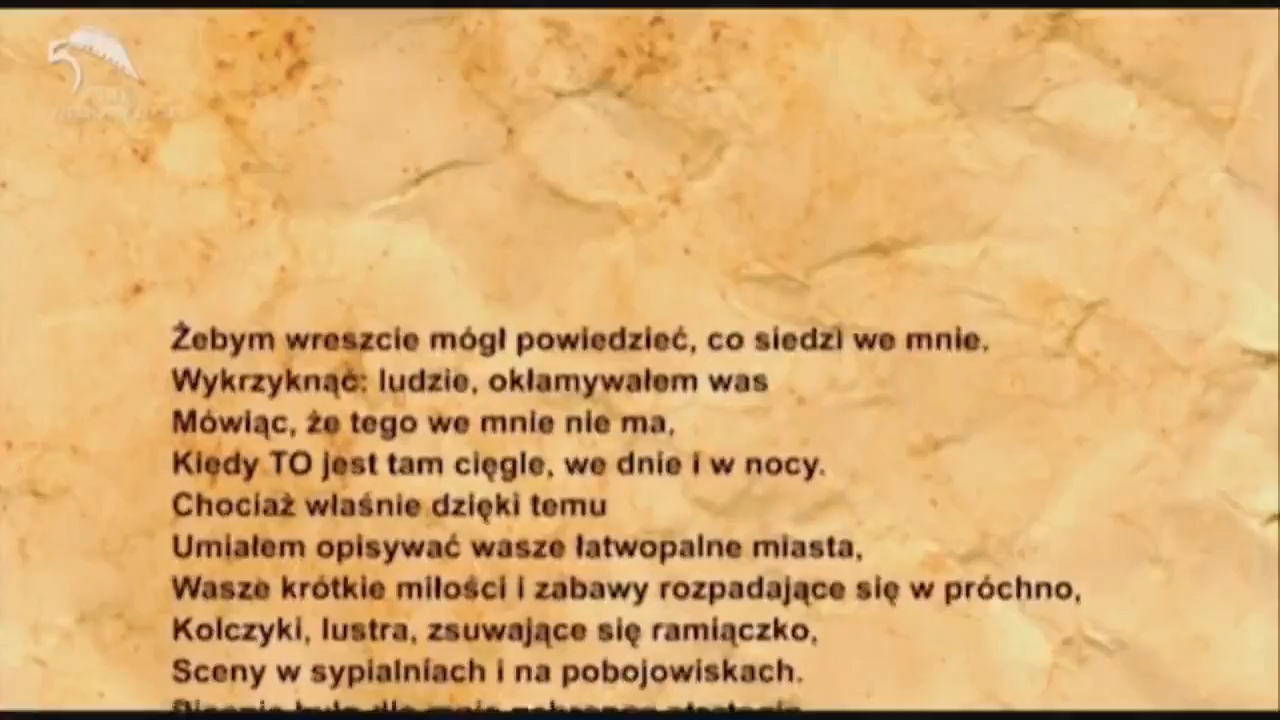 Żebym wreszcie mógł powiedzieć, co siedzi we mnie.
Wykrzyknąć: ludzie, okłamywałem was
Mówiąc, że tego we mnie nie ma,
Kiedy TO jest tam cięgle, we dnie i w nocy.
Chociaż właśnie dzięki temu
Umiałem opisywać wasze łatwopalne miasta,
Wasze krótkie miłości i zabawy rozpadające się w próchno,
Kolczyki, lustra, zsuwające się ramiączko,
Sceny w sypialniach i na pobojowiskach.